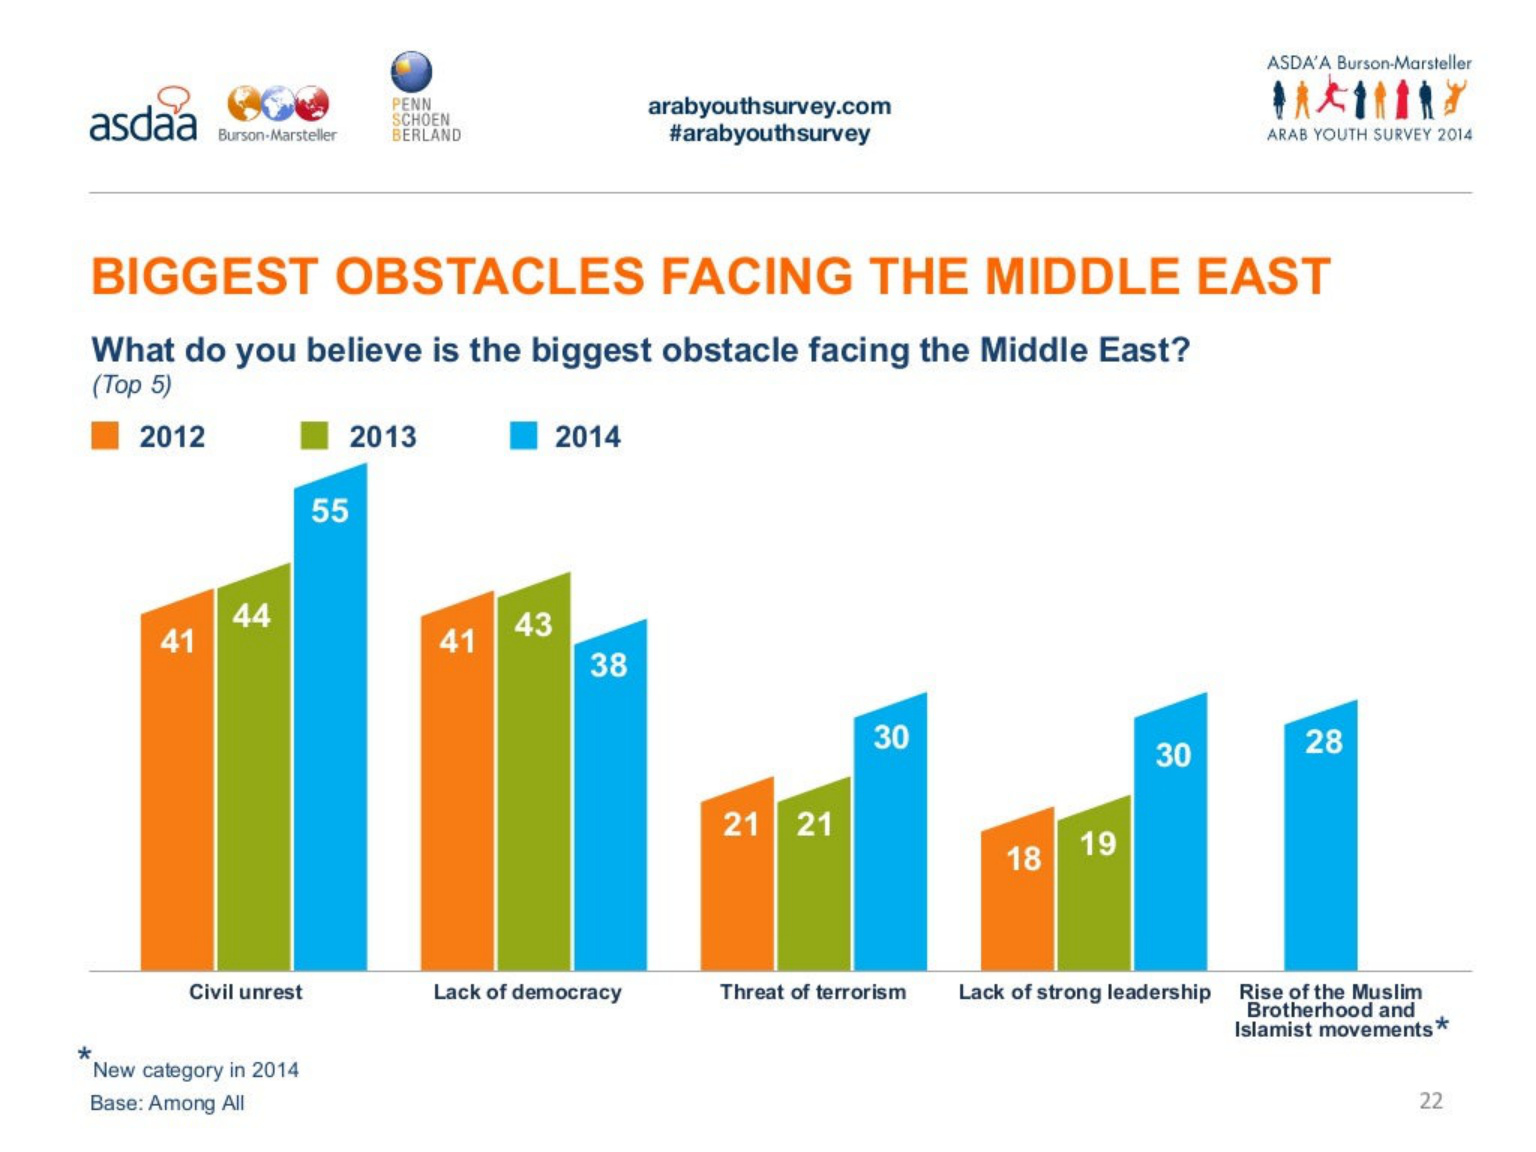 asdaa
Burson-Marsteller
PENN
SCHOEN
BERLAND
arabyouthsurvey.com
#arabyouthsurvey
ASDA'A Burson-Marsteller
ARAB YOUTH SURVEY 2014
BIGGEST OBSTACLES FACING THE MIDDLE EAST
What do you believe is the biggest obstacle facing the Middle East?
(Top 5)
2012 2013 2014
41 44 55
41 43 38
21 21 30
18 19 30
28
Civil unrest
Lack of democracy
Threat of terrorism
Lack of strong leadership
Rise of the Muslim
Brotherhood and
Islamist movements*
*New category in 2014
Base: Among All
22